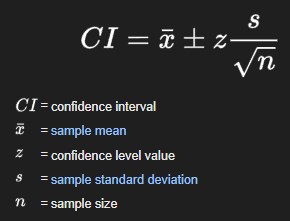 CI = x̄ ± z s/√n
CI = confidence interval
x̄ = sample mean
z = confidence level value
s = sample standard deviation
n = sample size